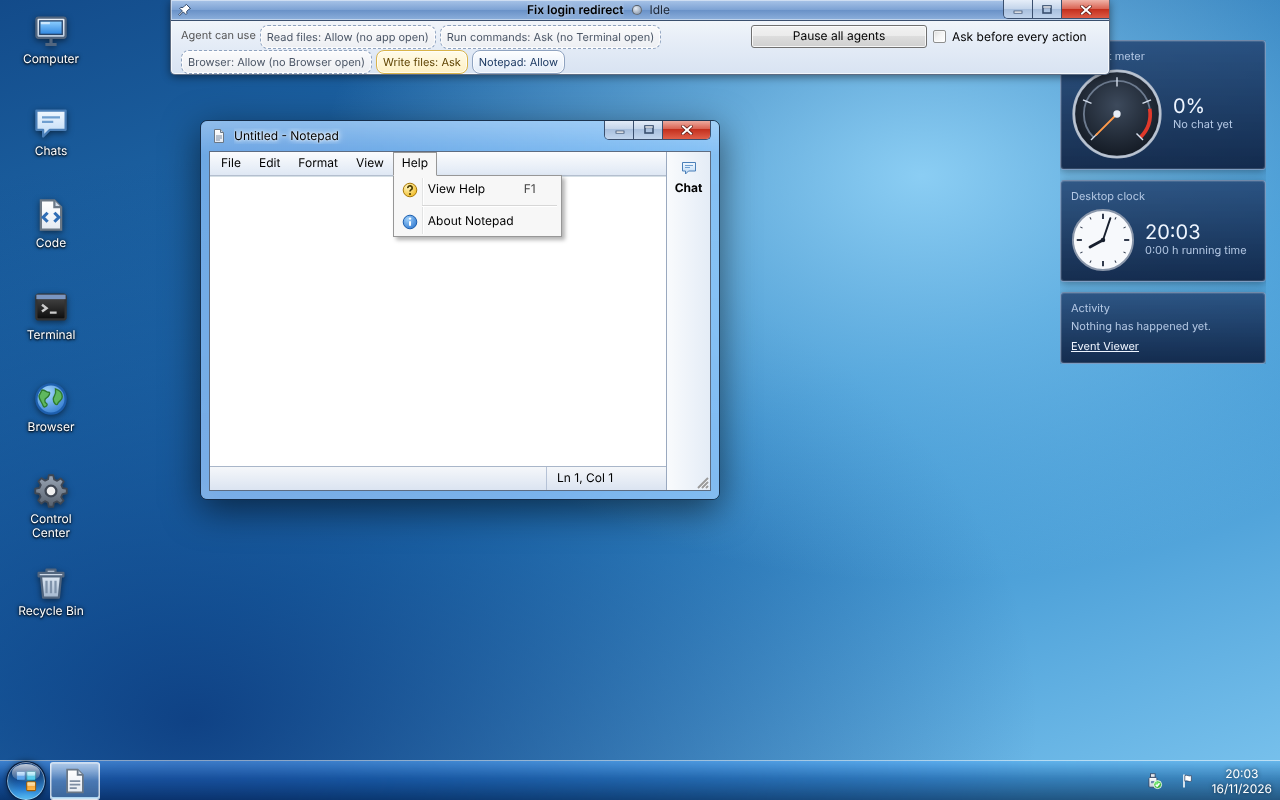 Fix login redirect Idle
Agent can use Read files: Allow (no app open) Run commands: Ask (no Terminal open)
Browser: Allow (no Browser open) Write files: Ask Notepad: Allow
Pause all agents Ask before every action
Computer
Chats
Code
Terminal
Browser
Control
Center
Recycle Bin
Untitled - Notepad
File Edit Format View Help
View Help F1
About Notepad
Chat
Ln 1, Col 1
meter
0%
No chat yet
Desktop clock
20:03
0:00 h running time
Activity
Nothing has happened yet.
Event Viewer
20:03
16/11/2026